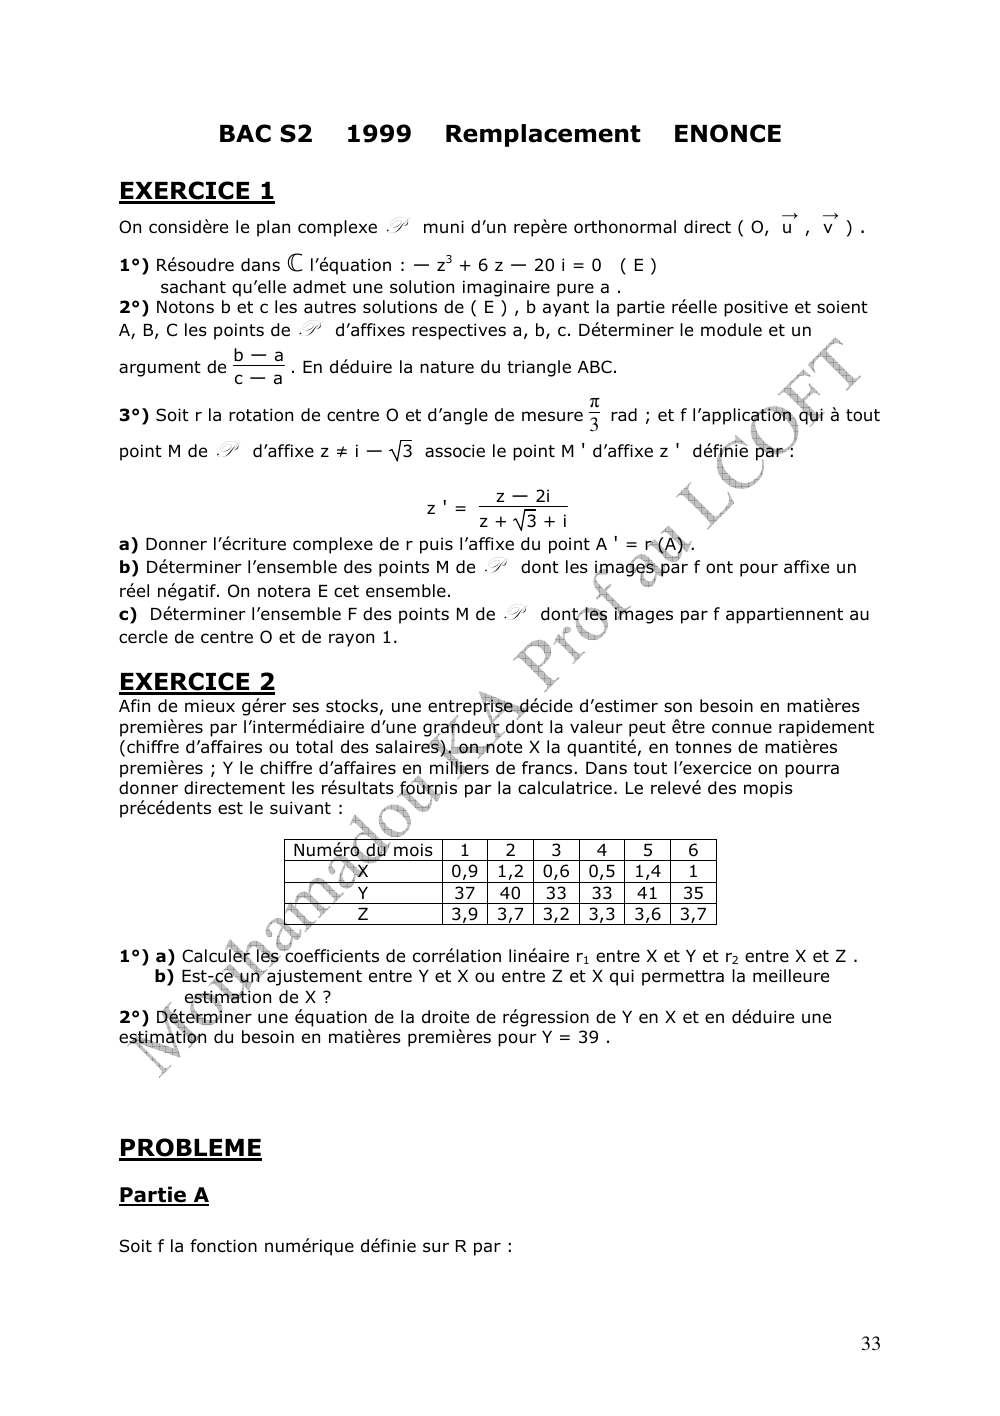 BAC S2 1999 Remplacement ENONCE
EXERCICE 1
On considère le plan complexe 𝒫 muni d’un repère orthonormal direct ( O, u⃗ , v⃗ ) .
1°) Résoudre dans ℂ l’équation : — z³ + 6 z — 20 i = 0 ( E )
sachant qu’elle admet une solution imaginaire pure a .
2°) Notons b et c les autres solutions de ( E ) , b ayant la partie réelle positive et soient
A, B, C les points de 𝒫 d’affixes respectives a, b, c. Déterminer le module et un
argument de (b — a)/(c — a) . En déduire la nature du triangle ABC.
3°) Soit r la rotation de centre O et d’angle de mesure π/3 rad ; et f l’application qui à tout
point M de 𝒫 d’affixe z ≠ i — √3 associe le point M ' d’affixe z ' définie par :
z ' = (z — 2i)/(z + √3 + i)
a) Donner l’écriture complexe de r puis l’affixe du point A ' = r (A) .
b) Déterminer l’ensemble des points M de 𝒫 dont les images par f ont pour affixe un
réel négatif. On notera E cet ensemble.
c) Déterminer l’ensemble F des points M de 𝒫 dont les images par f appartiennent au
cercle de centre O et de rayon 1.
EXERCICE 2
Afin de mieux gérer ses stocks, une entreprise décide d’estimer son besoin en matières
premières par l’intermédiaire d’une grandeur dont la valeur peut être connue rapidement
(chiffre d’affaires ou total des salaires). on note X la quantité, en tonnes de matières
premières ; Y le chiffre d’affaires en milliers de francs. Dans tout l’exercice on pourra
donner directement les résultats fournis par la calculatrice. Le relevé des mopis
précédents est le suivant :
Numéro du mois 1 2 3 4 5 6
X 0,9 1,2 0,6 0,5 1,4 1
Y 37 40 33 33 41 35
Z 3,9 3,7 3,2 3,3 3,6 3,7
1°) a) Calculer les coefficients de corrélation linéaire r₁ entre X et Y et r₂ entre X et Z .
b) Est-ce un ajustement entre Y et X ou entre Z et X qui permettra la meilleure
estimation de X ?
2°) Déterminer une équation de la droite de régression de Y en X et en déduire une
estimation du besoin en matières premières pour Y = 39 .
PROBLEME
Partie A
Soit f la fonction numérique définie sur R par :
33
Mouhamadou KA Prof au LCOFT